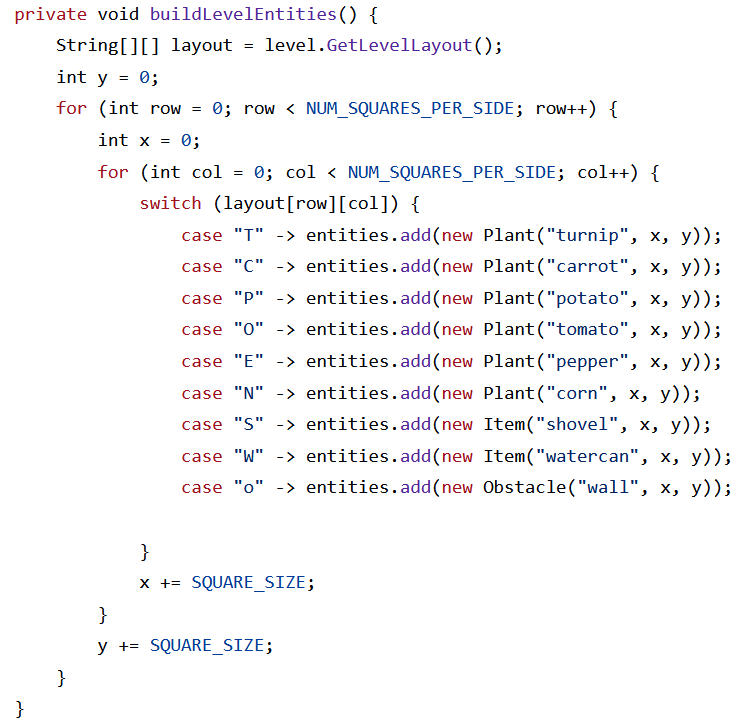 private void buildLevelEntities() {
    String[][] layout = level.GetLevelLayout();
    int y = 0;
    for (int row = 0; row < NUM_SQUARES_PER_SIDE; row++) {
        int x = 0;
        for (int col = 0; col < NUM_SQUARES_PER_SIDE; col++) {
            switch (layout[row][col]) {
                case "T" -> entities.add(new Plant("turnip", x, y));
                case "C" -> entities.add(new Plant("carrot", x, y));
                case "P" -> entities.add(new Plant("potato", x, y));
                case "O" -> entities.add(new Plant("tomato", x, y));
                case "E" -> entities.add(new Plant("pepper", x, y));
                case "N" -> entities.add(new Plant("corn", x, y));
                case "S" -> entities.add(new Item("shovel", x, y));
                case "W" -> entities.add(new Item("watercan", x, y));
                case "o" -> entities.add(new Obstacle("wall", x, y));

            }
            x += SQUARE_SIZE;
        }
        y += SQUARE_SIZE;
    }
}